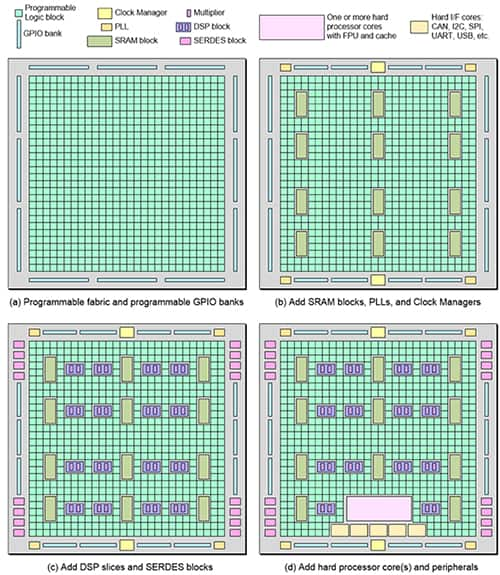 Programmable
Logic block
GPIO bank
Clock Manager
PLL
SRAM block
Multiplier
DSP block
SERDES block
One or more hard
processor cores
with FPU and cache
Hard I/F cores:
CAN, I2C, SPI,
UART, USB, etc.
(a) Programmable fabric and programmable GPIO banks
(b) Add SRAM blocks, PLLs, and Clock Managers
(c) Add DSP slices and SERDES blocks
(d) Add hard processor core(s) and peripherals